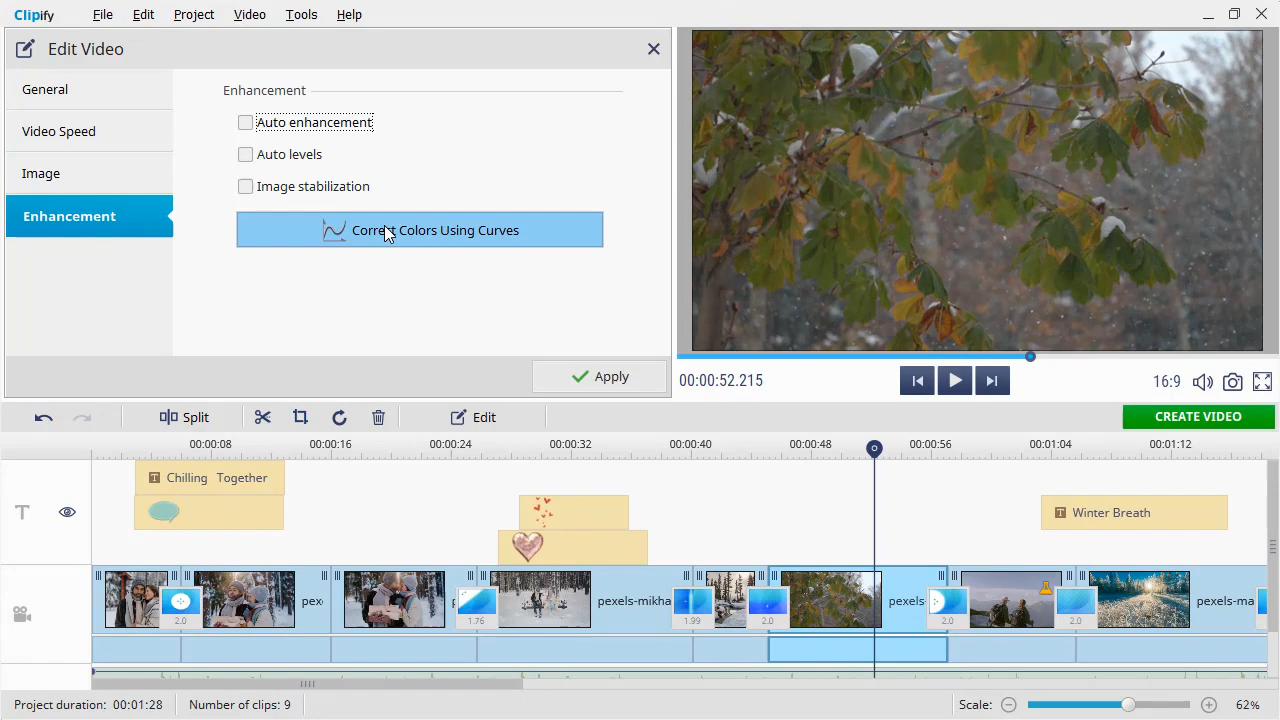 Clipify
File Edit Project Video Tools Help
Edit Video
General
Video Speed
Image
Enhancement
Enhancement
Auto enhancement
Auto levels
Image stabilization
Correct Colors Using Curves
Apply
00:00:52.215
16:9
Split
Edit
CREATE VIDEO
00:00:08 00:00:16 00:00:24 00:00:32 00:00:40 00:00:48 00:00:56 00:01:04 00:01:12
T Chilling Together
T
T Winter Breath
pex
pexels-mikha
pexels
pexels-ma
2.0 1.76 1.99 2.0 2.0 2.0
Project duration: 00:01:28 Number of clips: 9 Scale: 62%